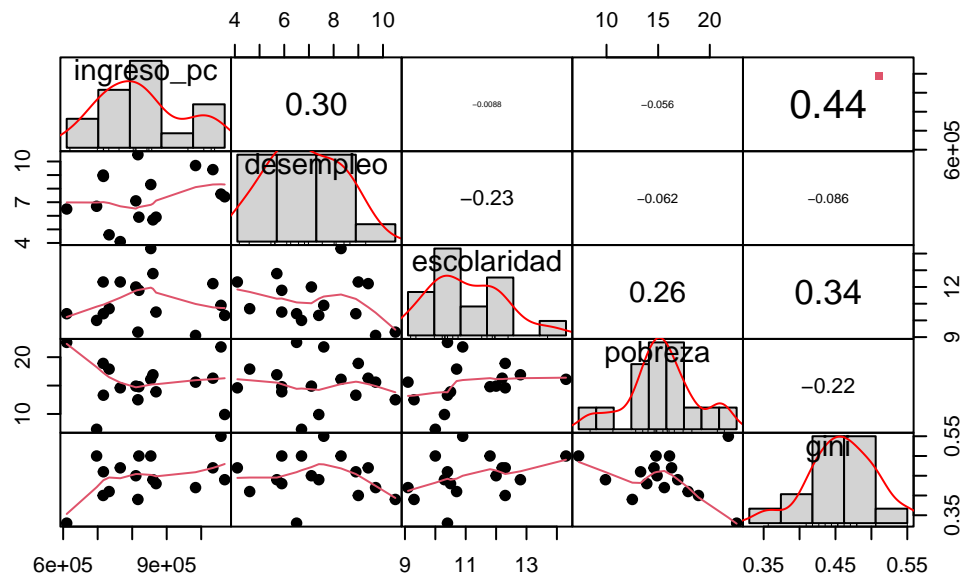 4 6 8 10 10 15 20
ingreso_pc 0.30 −0.0088 −0.056 0.44 6e+05
4 7 10 desempleo −0.23 −0.062 −0.086
escolaridad 0.26 0.34 9 12
10 20 pobreza −0.22
gini 0.35 0.55
6e+05 9e+05 9 11 13 0.35 0.45 0.55